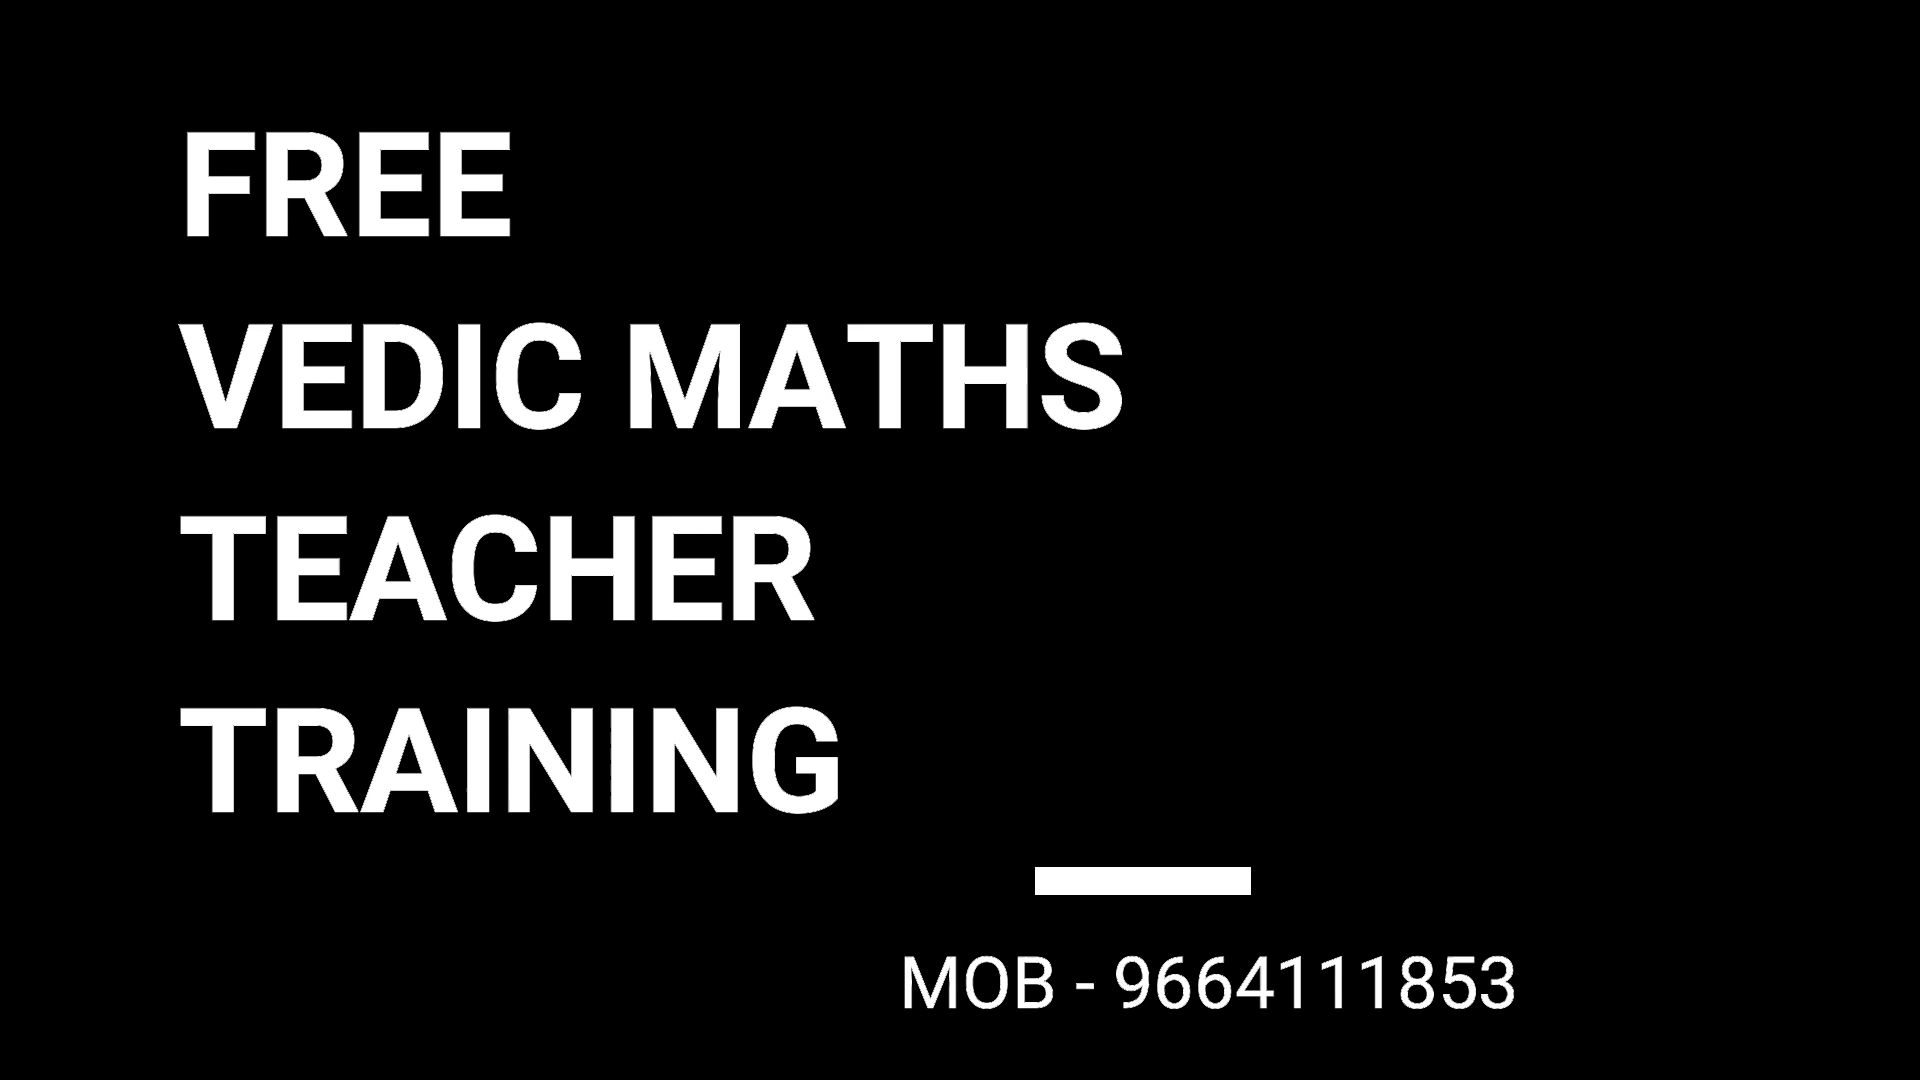 FREE
VEDIC MATHS
TEACHER
TRAINING
MOB - 9664111853